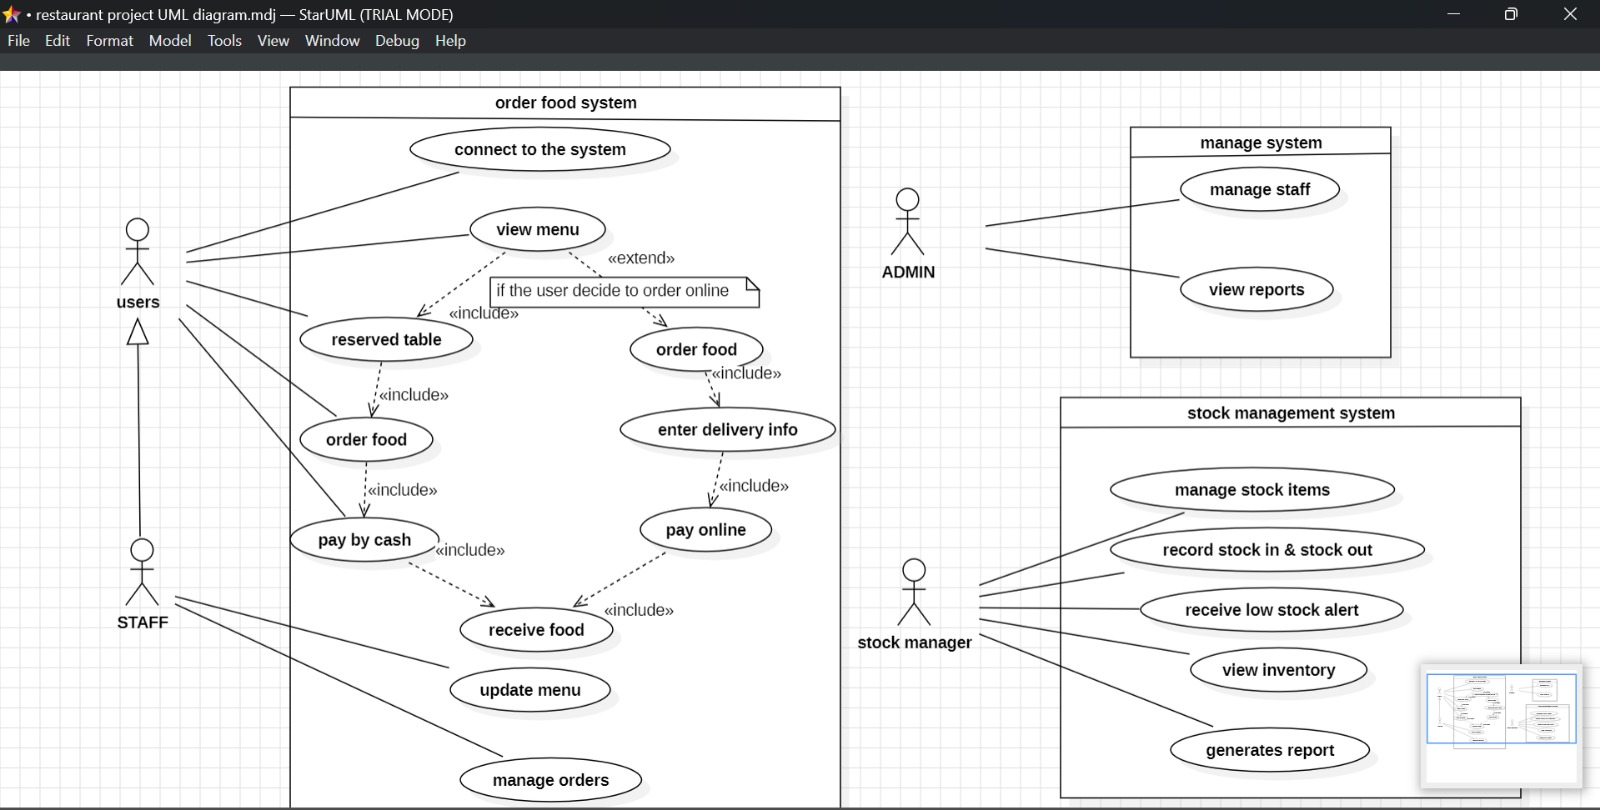 • restaurant project UML diagram.mdj — StarUML (TRIAL MODE)
File Edit Format Model Tools View Window Debug Help
order food system
connect to the system
view menu
«extend»
if the user decide to order online
«include»
reserved table
order food
«include»
«include»
order food
enter delivery info
«include»
«include»
pay by cash
pay online
«include»
«include»
receive food
update menu
manage orders
users
STAFF
ADMIN
manage system
manage staff
view reports
stock management system
manage stock items
record stock in & stock out
receive low stock alert
view inventory
generates report
stock manager